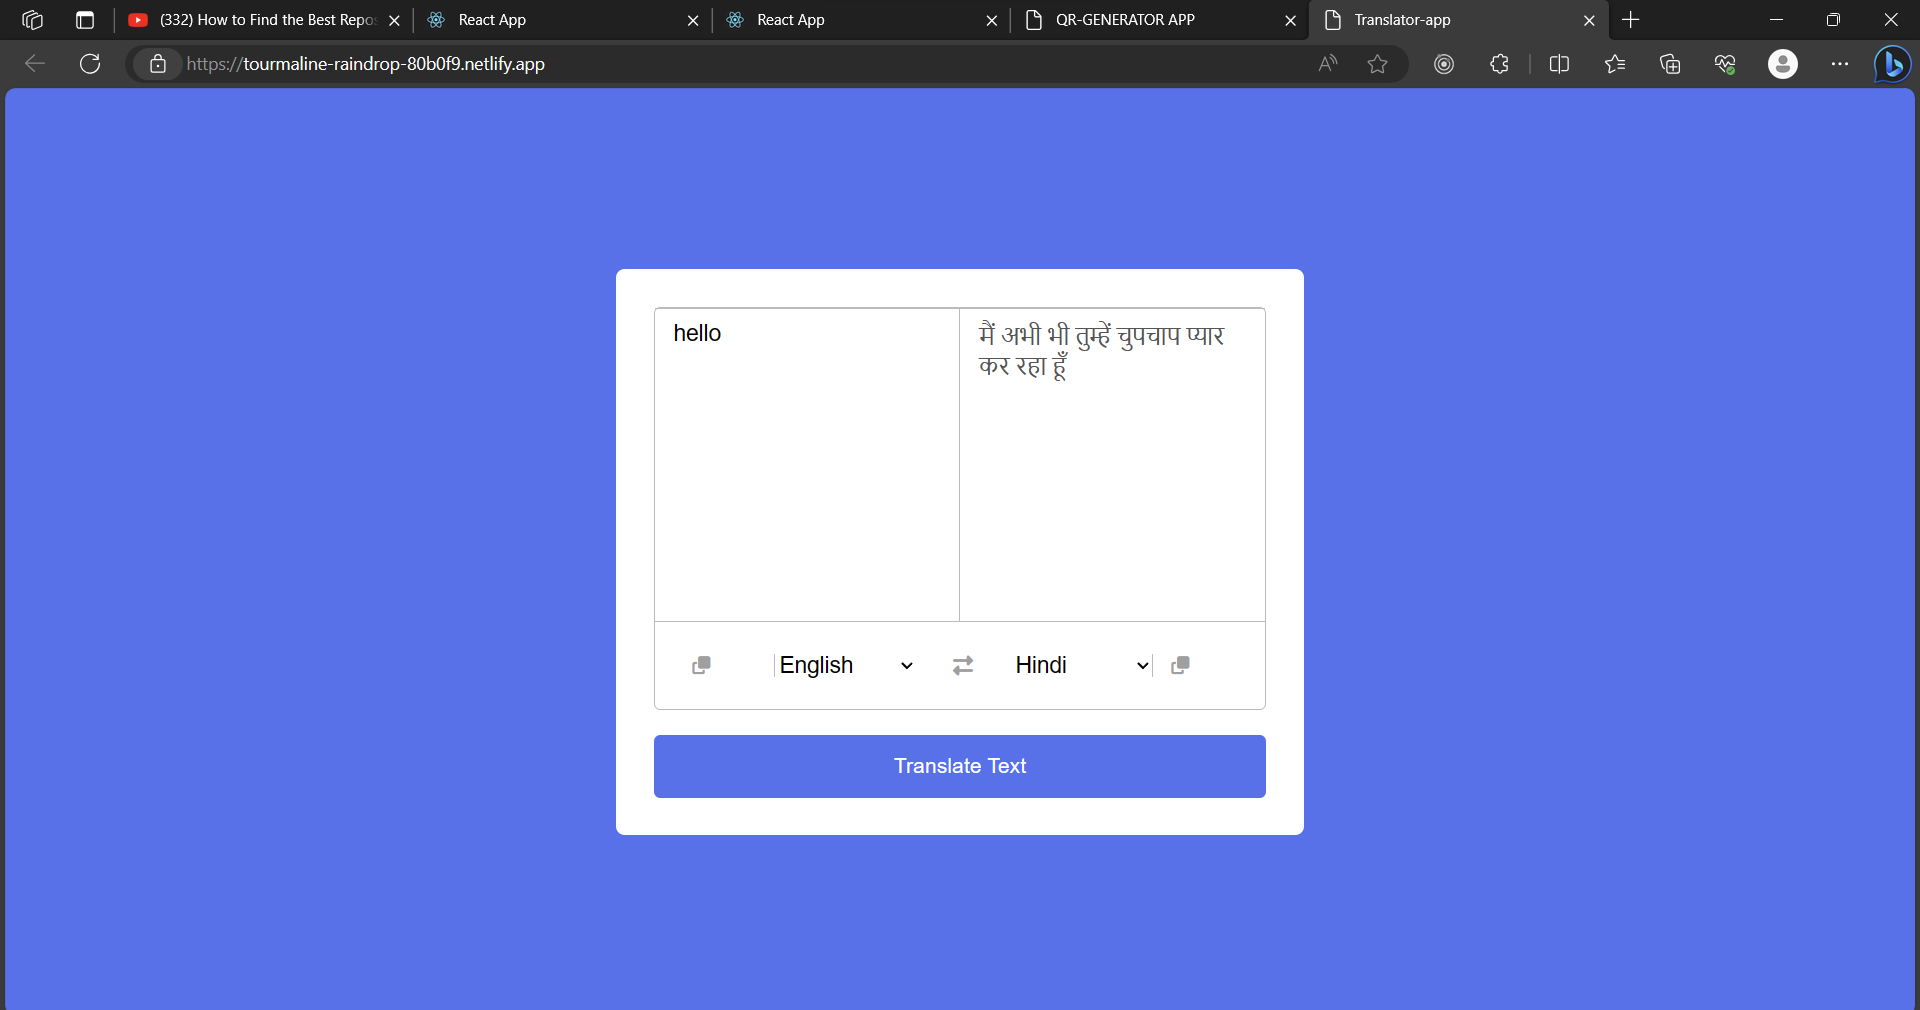 (332) How to Find the Best Repos
React App
React App
QR-GENERATOR APP
Translator-app
https://tourmaline-raindrop-80b0f9.netlify.app
hello
मैं अभी भी तुम्हें चुपचाप प्यार
कर रहा हूँ
English
Hindi
Translate Text